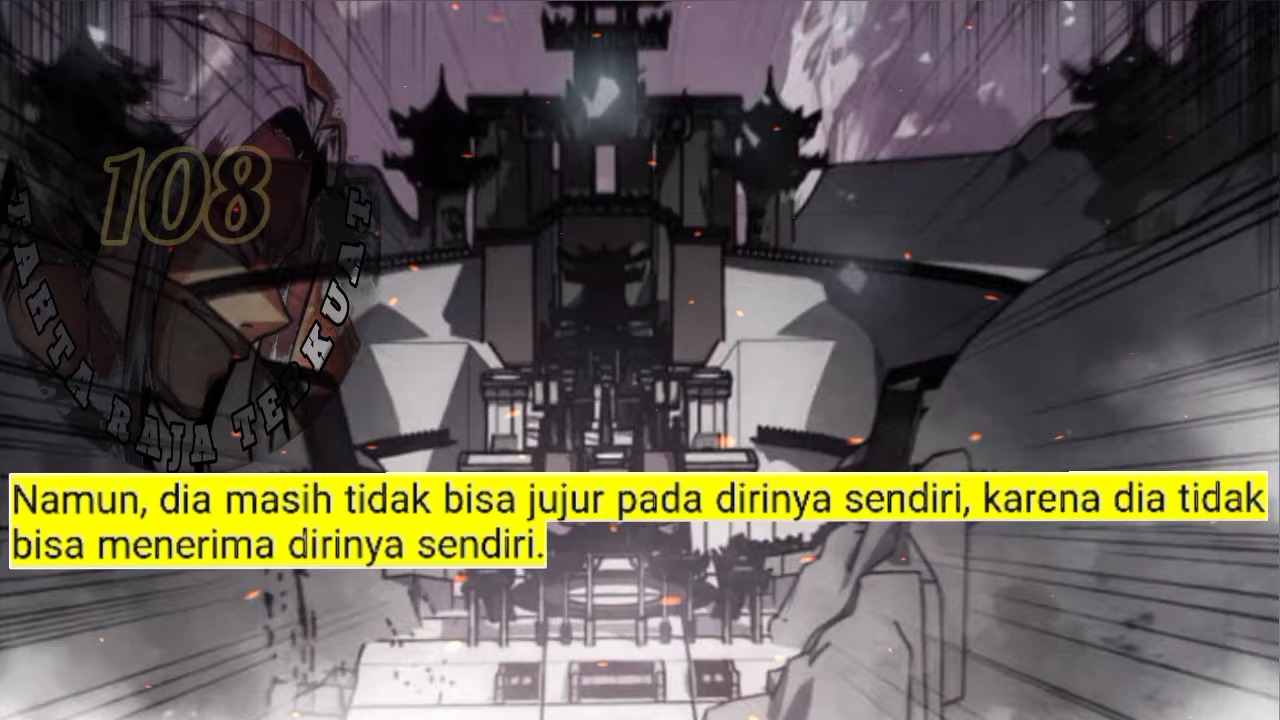 108
TAHTA RAJA TERKUAT
Namun, dia masih tidak bisa jujur pada dirinya sendiri, karena dia tidak
bisa menerima dirinya sendiri.